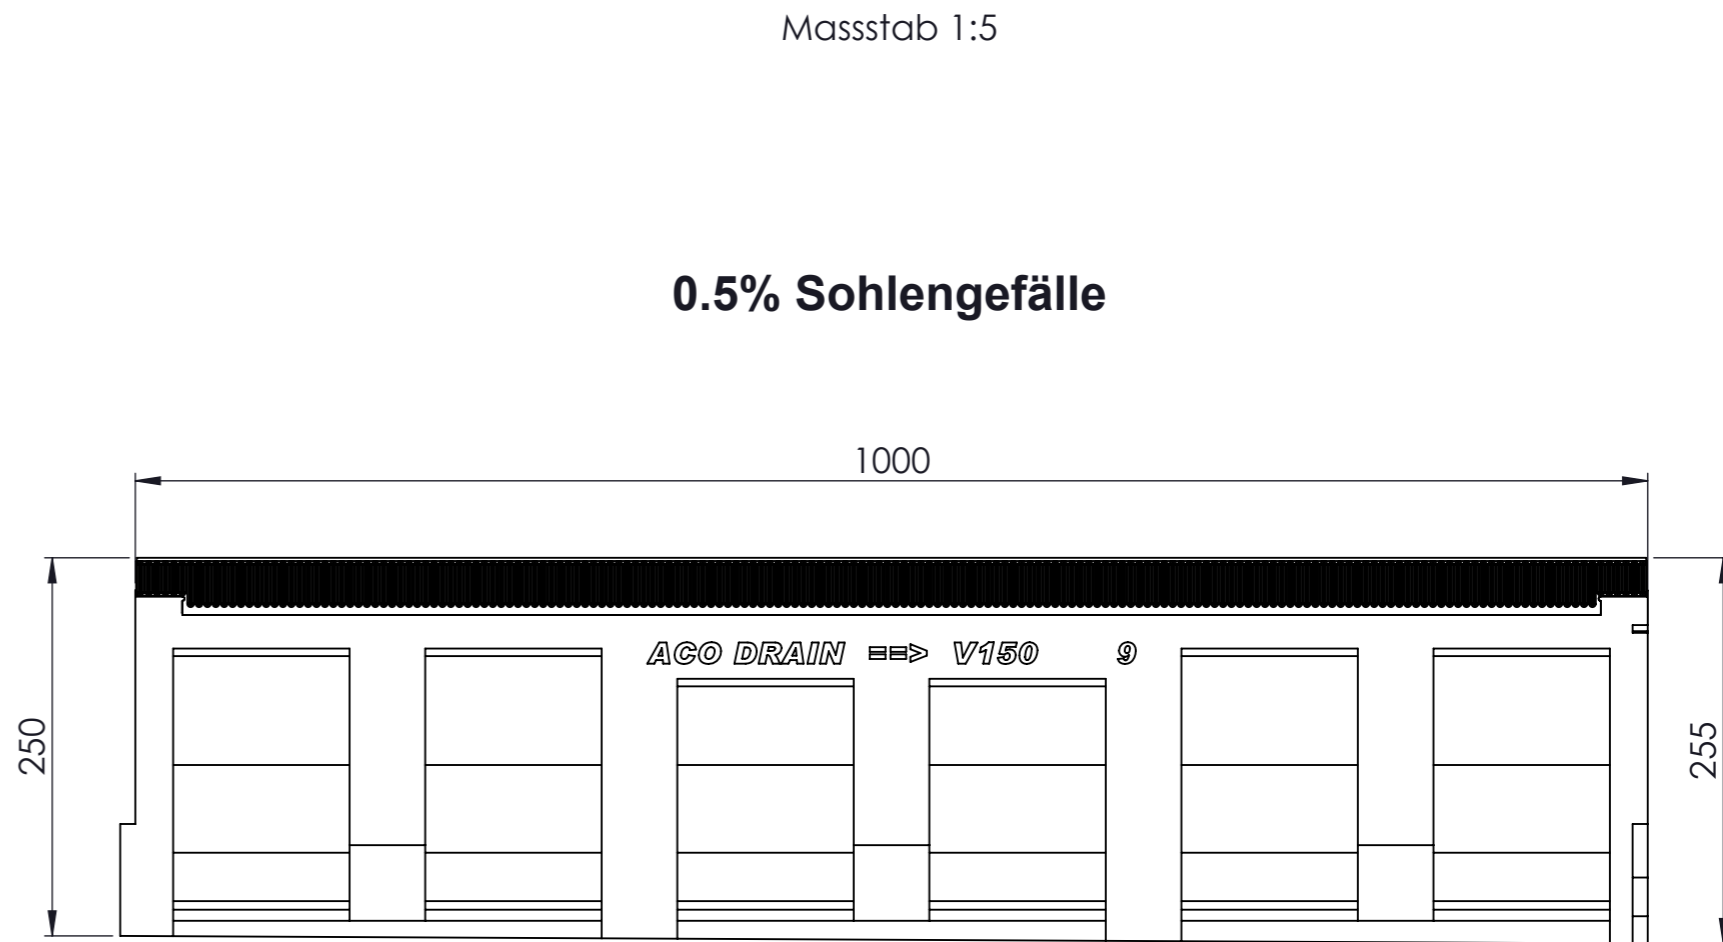 Massstab 1:5
0.5% Sohlengefälle
1000
ACO DRAIN ==> V150 9
250
255